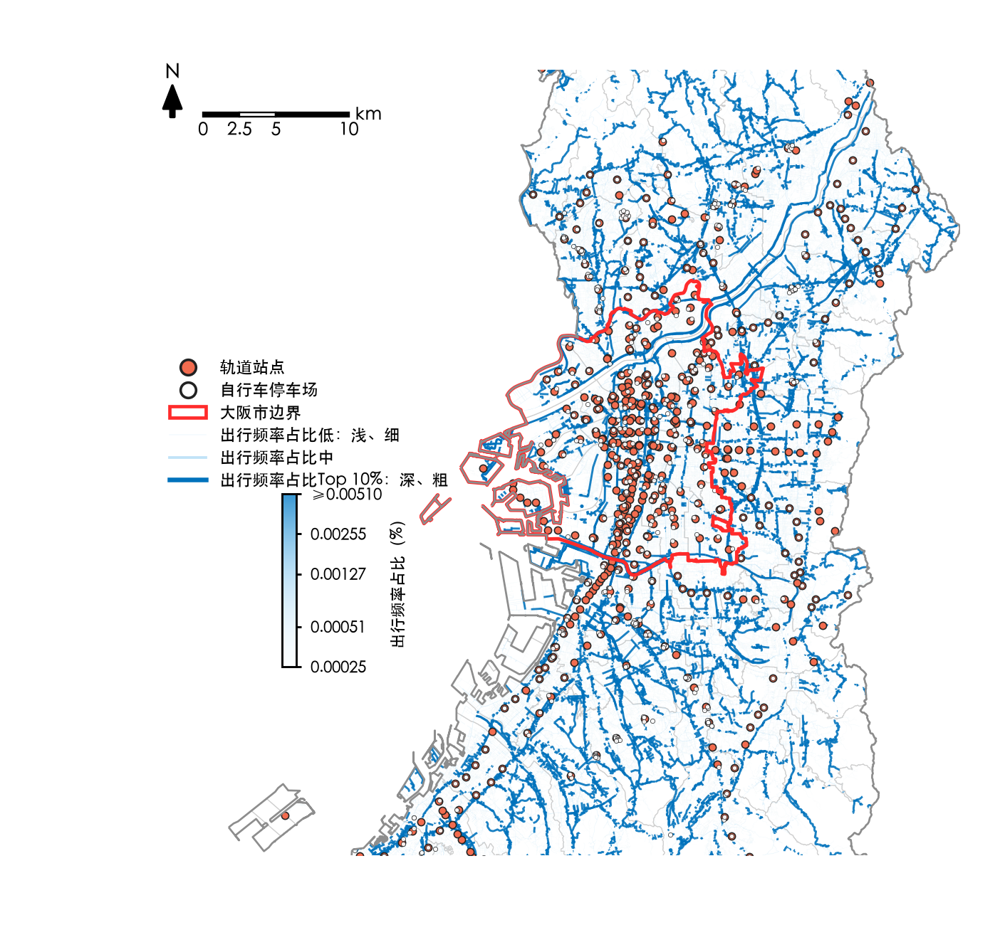 N
km
0 2.5 5 10
轨道站点
自行车停车场
大阪市边界
出行频率占比低：浅、细
出行频率占比中
出行频率占比Top 10%：深、粗
⩾0.00510
0.00255
0.00127
0.00051
0.00025
出行频率占比（%）